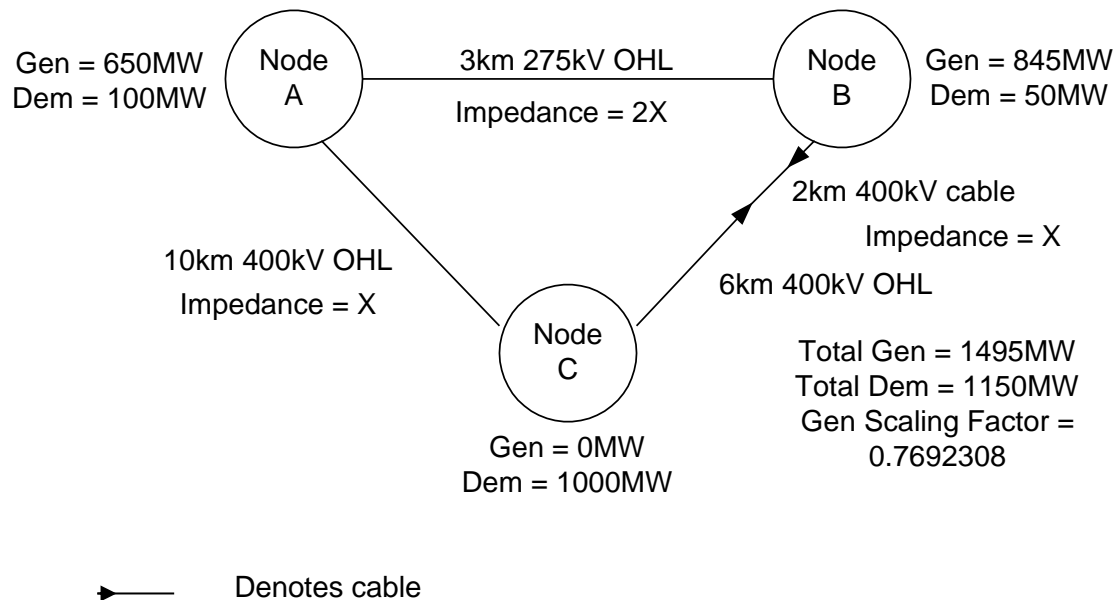 Gen = 650MW
Dem = 100MW
Node
A
3km 275kV OHL
Impedance = 2X
Node
B
Gen = 845MW
Dem = 50MW
2km 400kV cable
Impedance = X
10km 400kV OHL
Impedance = X
6km 400kV OHL
Node
C
Gen = 0MW
Dem = 1000MW
Total Gen = 1495MW
Total Dem = 1150MW
Gen Scaling Factor =
0.7692308
Denotes cable